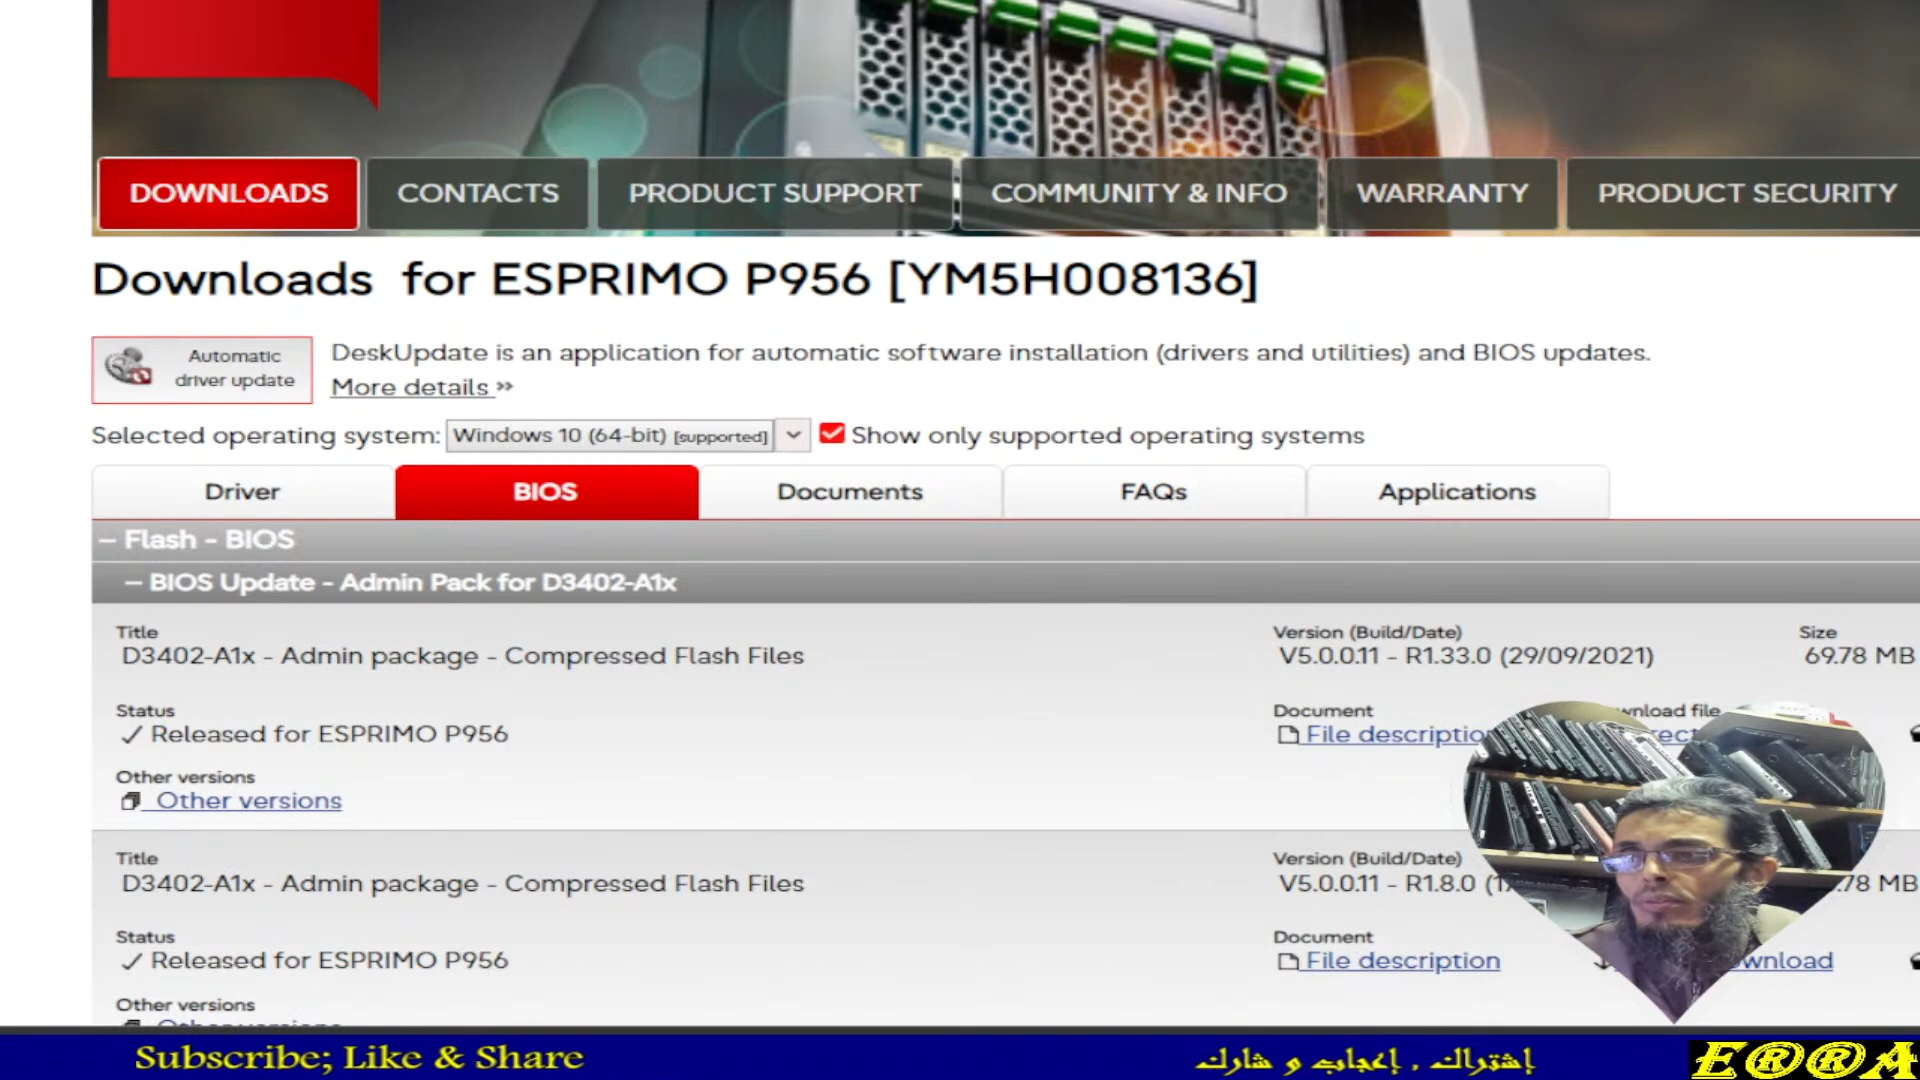 DOWNLOADS CONTACTS PRODUCT SUPPORT COMMUNITY & INFO WARRANTY PRODUCT SECURITY
Downloads for ESPRIMO P956 [YM5H008136]
Automatic
driver update
DeskUpdate is an application for automatic software installation (drivers and utilities) and BIOS updates.
More details »
Selected operating system: Windows 10 (64-bit) [supported] Show only supported operating systems
Driver BIOS Documents FAQs Applications
– Flash - BIOS
– BIOS Update - Admin Pack for D3402-A1x
Title Version (Build/Date) Size
D3402-A1x - Admin package - Compressed Flash Files V5.0.0.11 - R1.33.0 (29/09/2021) 69.78 MB
Status Document file
Released for ESPRIMO P956 File
Other versions
Other versions
Title Version (Build/Date)
D3402-A1x - Admin package - Compressed Flash Files V5.0.0.11 - R1.8.0 MB
Status Document
Released for ESPRIMO P956 File description
Other versions
Other versions
Subscribe; Like & Share إشتراك , إعجاب و شارك